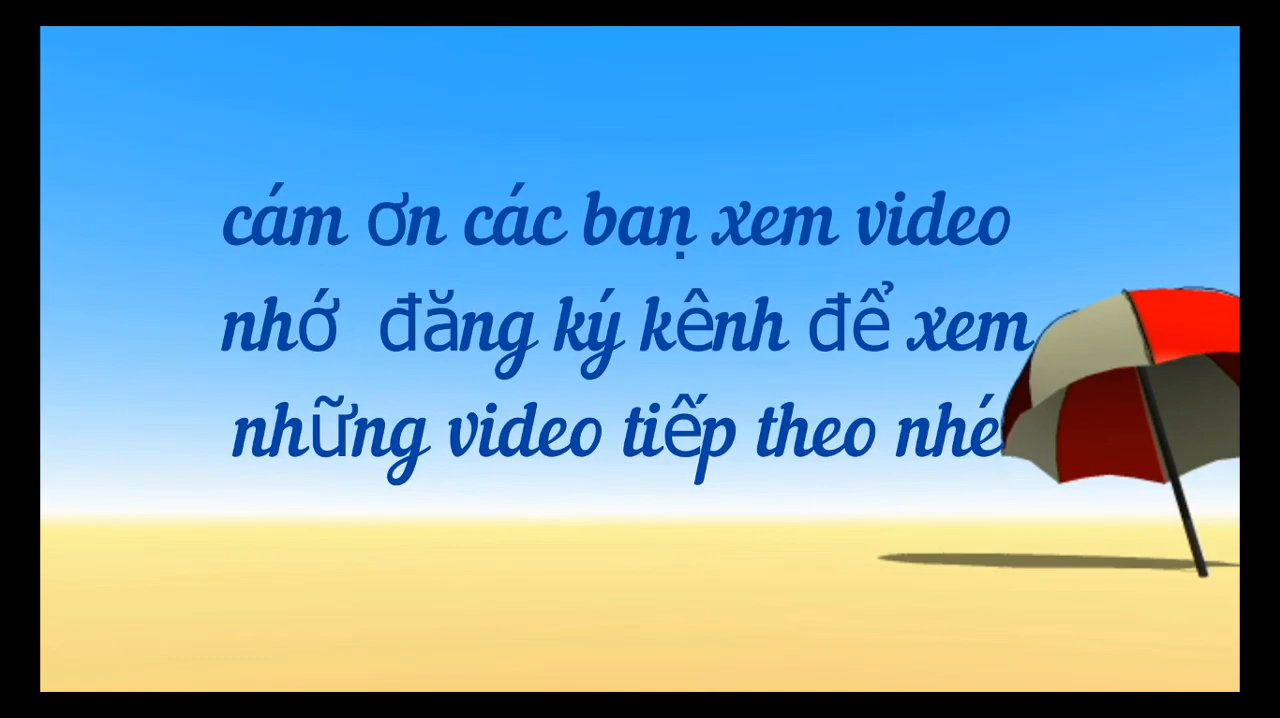 cám ơn các bạn xem video
nhớ đăng ký kênh để xem
những video tiếp theo nhé